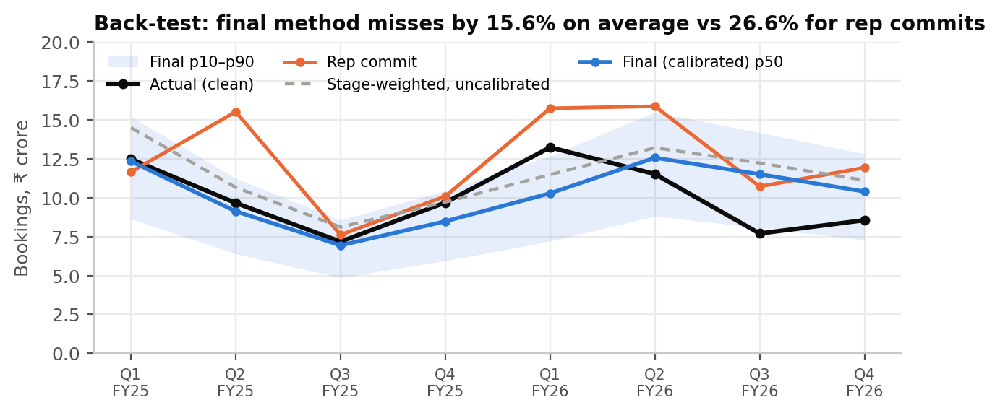 Back-test: final method misses by 15.6% on average vs 26.6% for rep commits
Final p10–p90
Rep commit
Final (calibrated) p50
Actual (clean)
Stage-weighted, uncalibrated
Bookings, ₹ crore
20.0
17.5
15.0
12.5
10.0
7.5
5.0
2.5
0.0
Q1
FY25
Q2
FY25
Q3
FY25
Q4
FY25
Q1
FY26
Q2
FY26
Q3
FY26
Q4
FY26